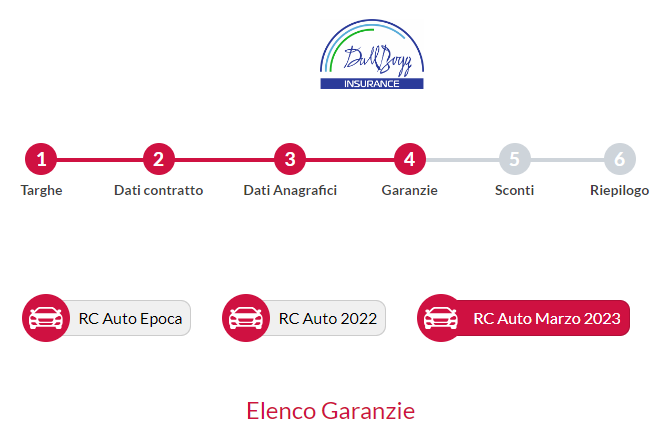 DullDogg
INSURANCE
1 2 3 4 5 6
Targhe Dati contratto Dati Anagrafici Garanzie Sconti Riepilogo
RC Auto Epoca RC Auto 2022 RC Auto Marzo 2023
Elenco Garanzie